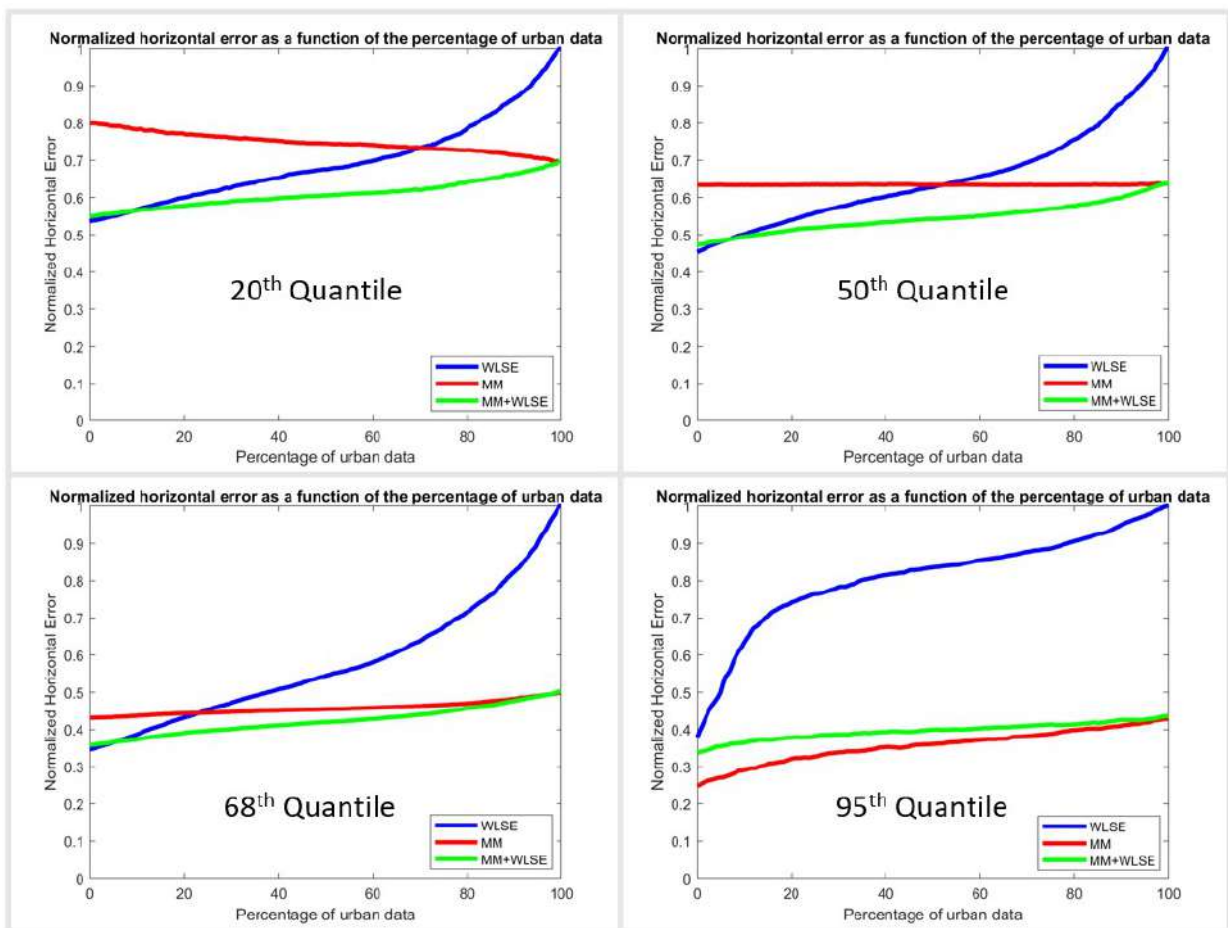 Normalized horizontal error as a function of the percentage of urban data
1
0.9
0.8
0.7
0.6
0.5
0.4
0.3
0.2
0.1
0
Normalized Horizontal Error
20th Quantile
WLSE
MM
MM+WLSE
0 20 40 60 80 100
Percentage of urban data
Normalized horizontal error as a function of the percentage of urban data
1
0.9
0.8
0.7
0.6
0.5
0.4
0.3
0.2
0.1
0
Normalized Horizontal Error
50th Quantile
WLSE
MM
MM+WLSE
0 20 40 60 80 100
Percentage of urban data
Normalized horizontal error as a function of the percentage of urban data
1
0.9
0.8
0.7
0.6
0.5
0.4
0.3
0.2
0.1
0
Normalized Horizontal Error
68th Quantile
WLSE
MM
MM+WLSE
0 20 40 60 80 100
Percentage of urban data
Normalized horizontal error as a function of the percentage of urban data
1
0.9
0.8
0.7
0.6
0.5
0.4
0.3
0.2
0.1
0
Normalized Horizontal Error
95th Quantile
WLSE
MM
MM+WLSE
0 20 40 60 80 100
Percentage of urban data